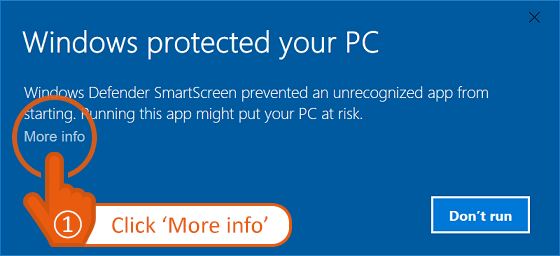 Windows protected your PC
Windows Defender SmartScreen prevented an unrecognized app from
starting. Running this app might put your PC at risk.
More info
1 Click ‘More info’
Don't run